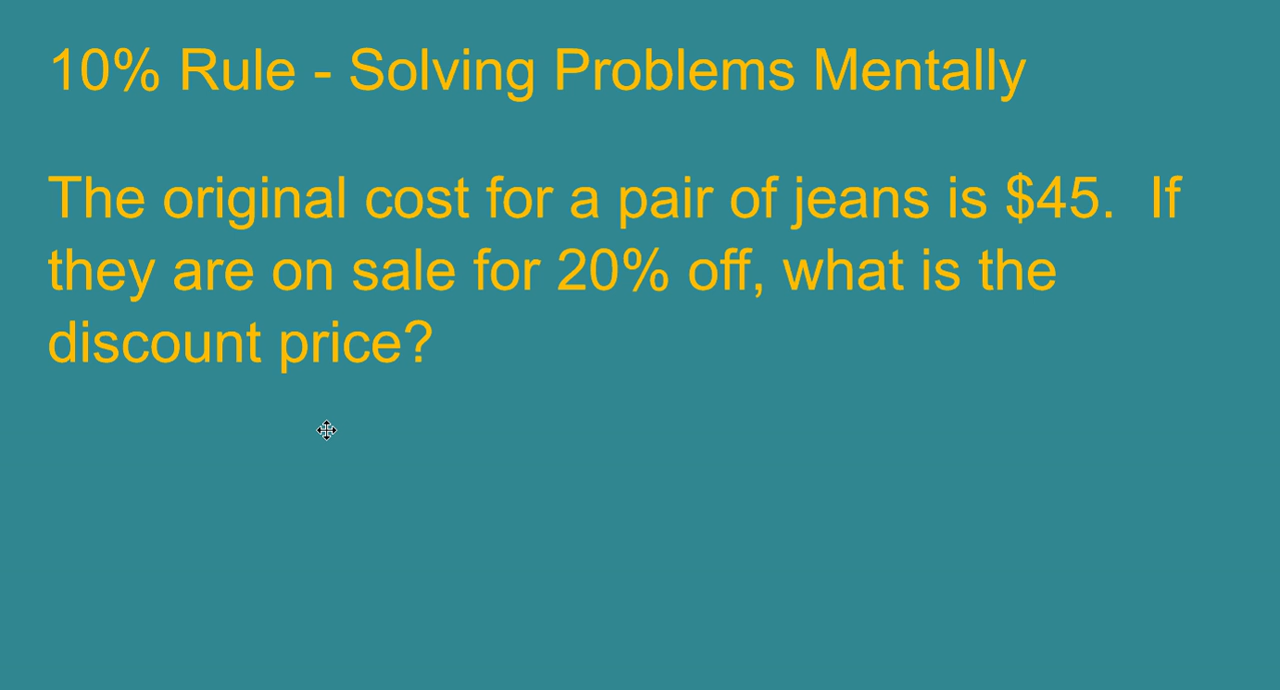 10% Rule - Solving Problems Mentally
The original cost for a pair of jeans is $45.  If
they are on sale for 20% off, what is the
discount price?